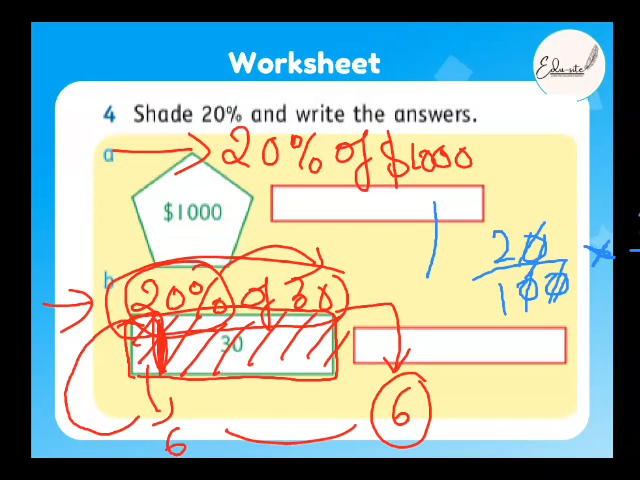 Worksheet
Edu-site
4 Shade 20% and write the answers.
a 20% of $1000
$1000
20
100
b
20% of 30
30
6
6